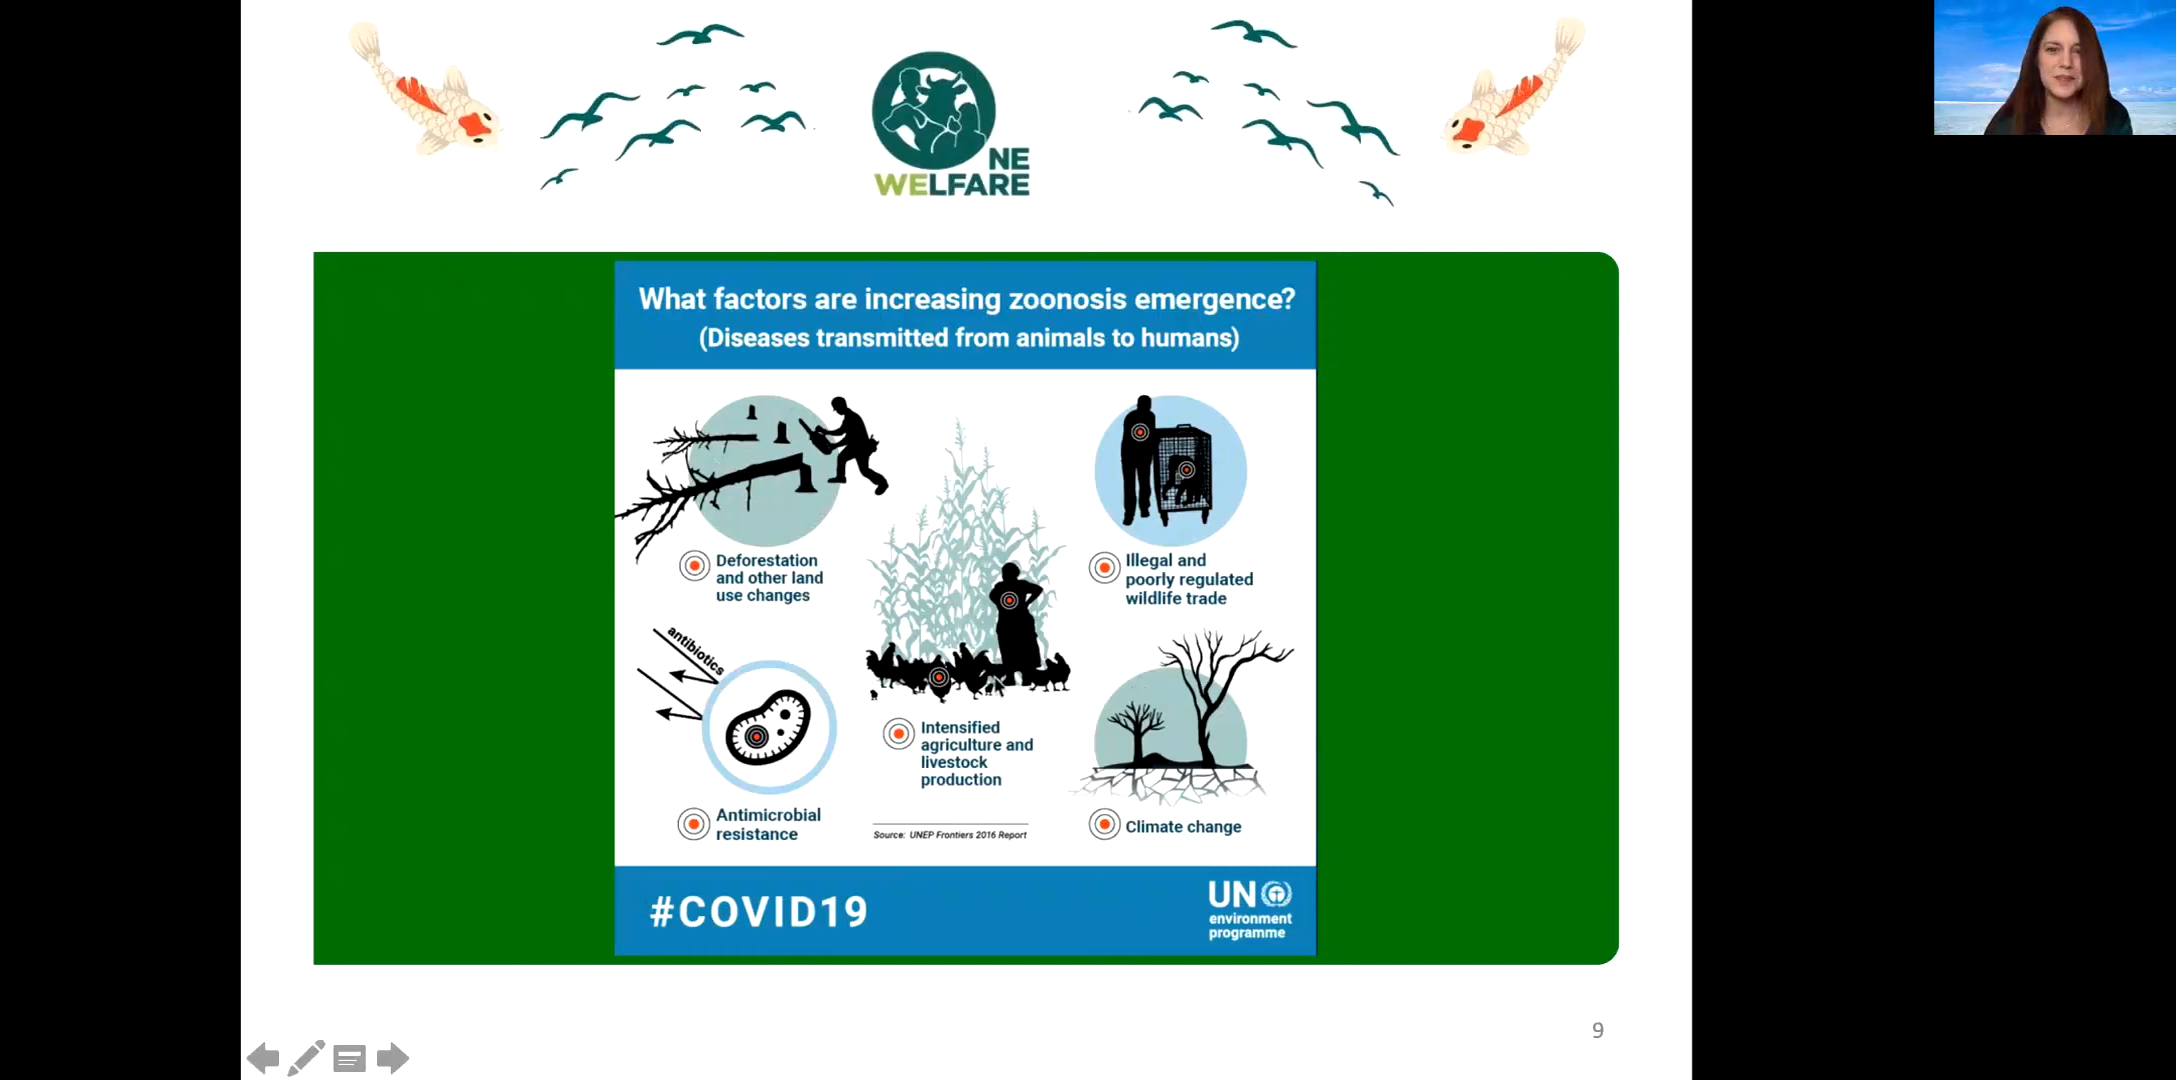 NE
WELFARE
What factors are increasing zoonosis emergence?
(Diseases transmitted from animals to humans)
Deforestation
and other land
use changes
Illegal and
poorly regulated
wildlife trade
antibiotics
Antimicrobial
resistance
Intensified
agriculture and
livestock
production
Source: UNEP Frontiers 2016 Report
Climate change
#COVID19
UN
environment
programme
9